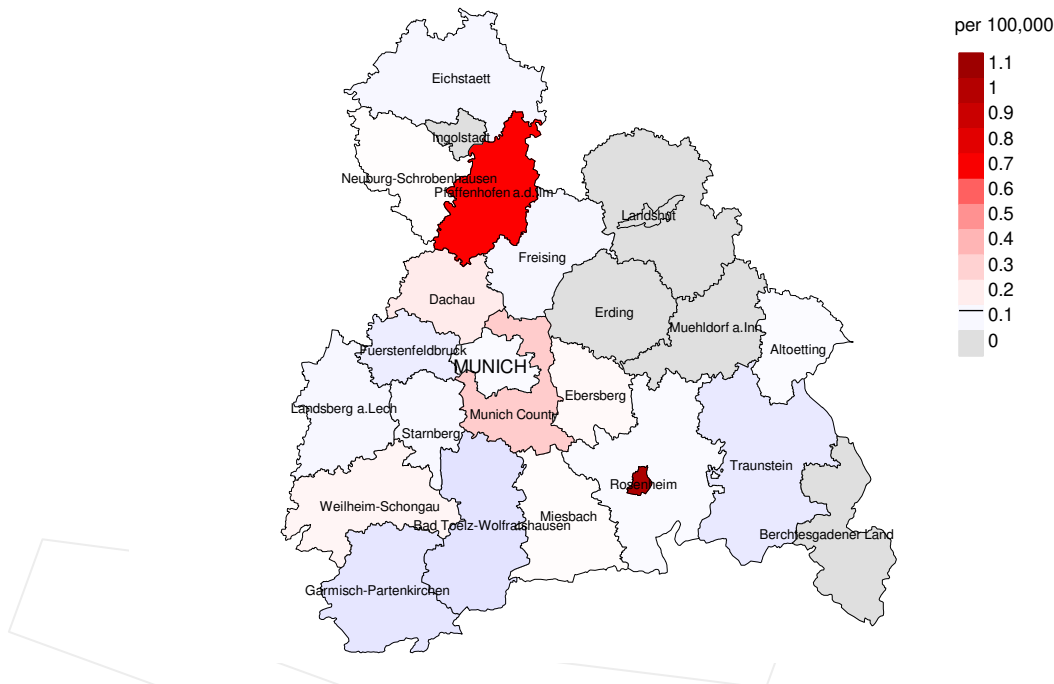 per 100,000
1.1
1
0.9
0.8
0.7
0.6
0.5
0.4
0.3
0.2
0.1
0
Eichstaett
Ingolstadt
Neuburg-Schrobenhausen
Pfaffenhofen a.d.Ilm
Landshut
Freising
Dachau
Erding
Muehldorf a.Inn
Altoetting
Fuerstenfeldbruck
MUNICH
Ebersberg
Landsberg a.Lech
Munich County
Starnberg
Traunstein
Rosenheim
Weilheim-Schongau
Miesbach
Bad Toelz-Wolfratshausen
Berchtesgadener Land
Garmisch-Partenkirchen